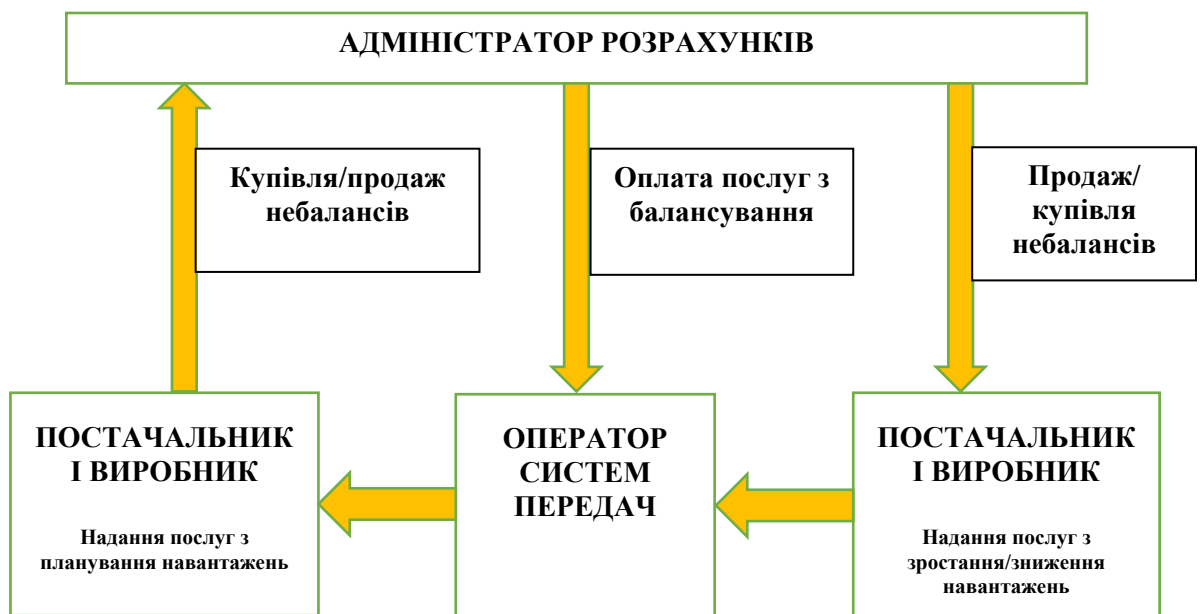 АДМІНІСТРАТОР РОЗРАХУНКІВ
Купівля/продаж
небалансів
Оплата послуг з
балансування
Продаж/
купівля
небалансів
ПОСТАЧАЛЬНИК
І ВИРОБНИК
Надання послуг з
планування навантажень
ОПЕРАТОР
СИСТЕМ
ПЕРЕДАЧ
ПОСТАЧАЛЬНИК
І ВИРОБНИК
Надання послуг з
зростання/зниження
навантажень